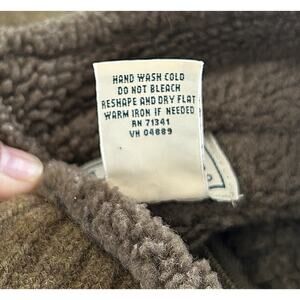 HAND WASH COLD
DO NOT BLEACH
RESHAPE AND DRY FLAT
WARM IRON IF NEEDED
RN 71341
VH 04889